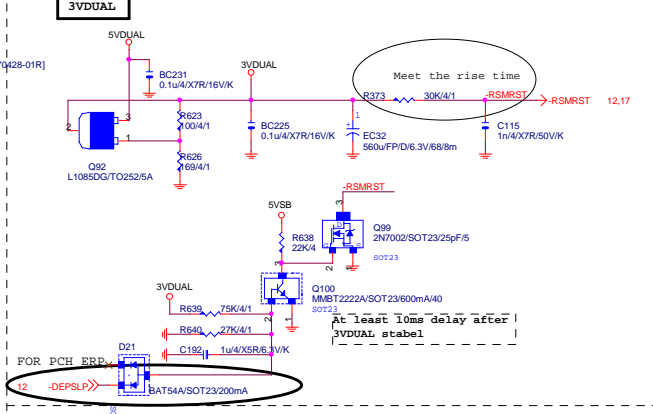 3VDUAL
5VDUAL
70428-01R]
BC231
0.1u/4/X7R/16V/K
3VDUAL
Meet the rise time
R373
30K/4/1
-RSMRST
-RSMRST
12,17
3
2
1
R623
100/4/1
BC225
0.1u/4/X7R/16V/K
1
EC32
560u/FP/D/6.3V/68/8m
C115
1n/4/X7R/50V/K
R626
169/4/1
Q92
L1085DG/TO252/5A
-RSMRST
5VSB
3
D
Q99
2N7002/SOT23/25pF/5
R638
22K/4
G
S
SOT23
3
2
1
Q100
MMBT2222A/SOT23/600mA/40
SOT23
3VDUAL
R639
75K/4/1
2
1
At least 10ms delay after
3VDUAL stabel
R640
27K/4/1
C192
1u/4/X5R/6.3V/K
D21
FOR PCH ERP
12
-DEPSLP
BAT54A/SOT23/200mA